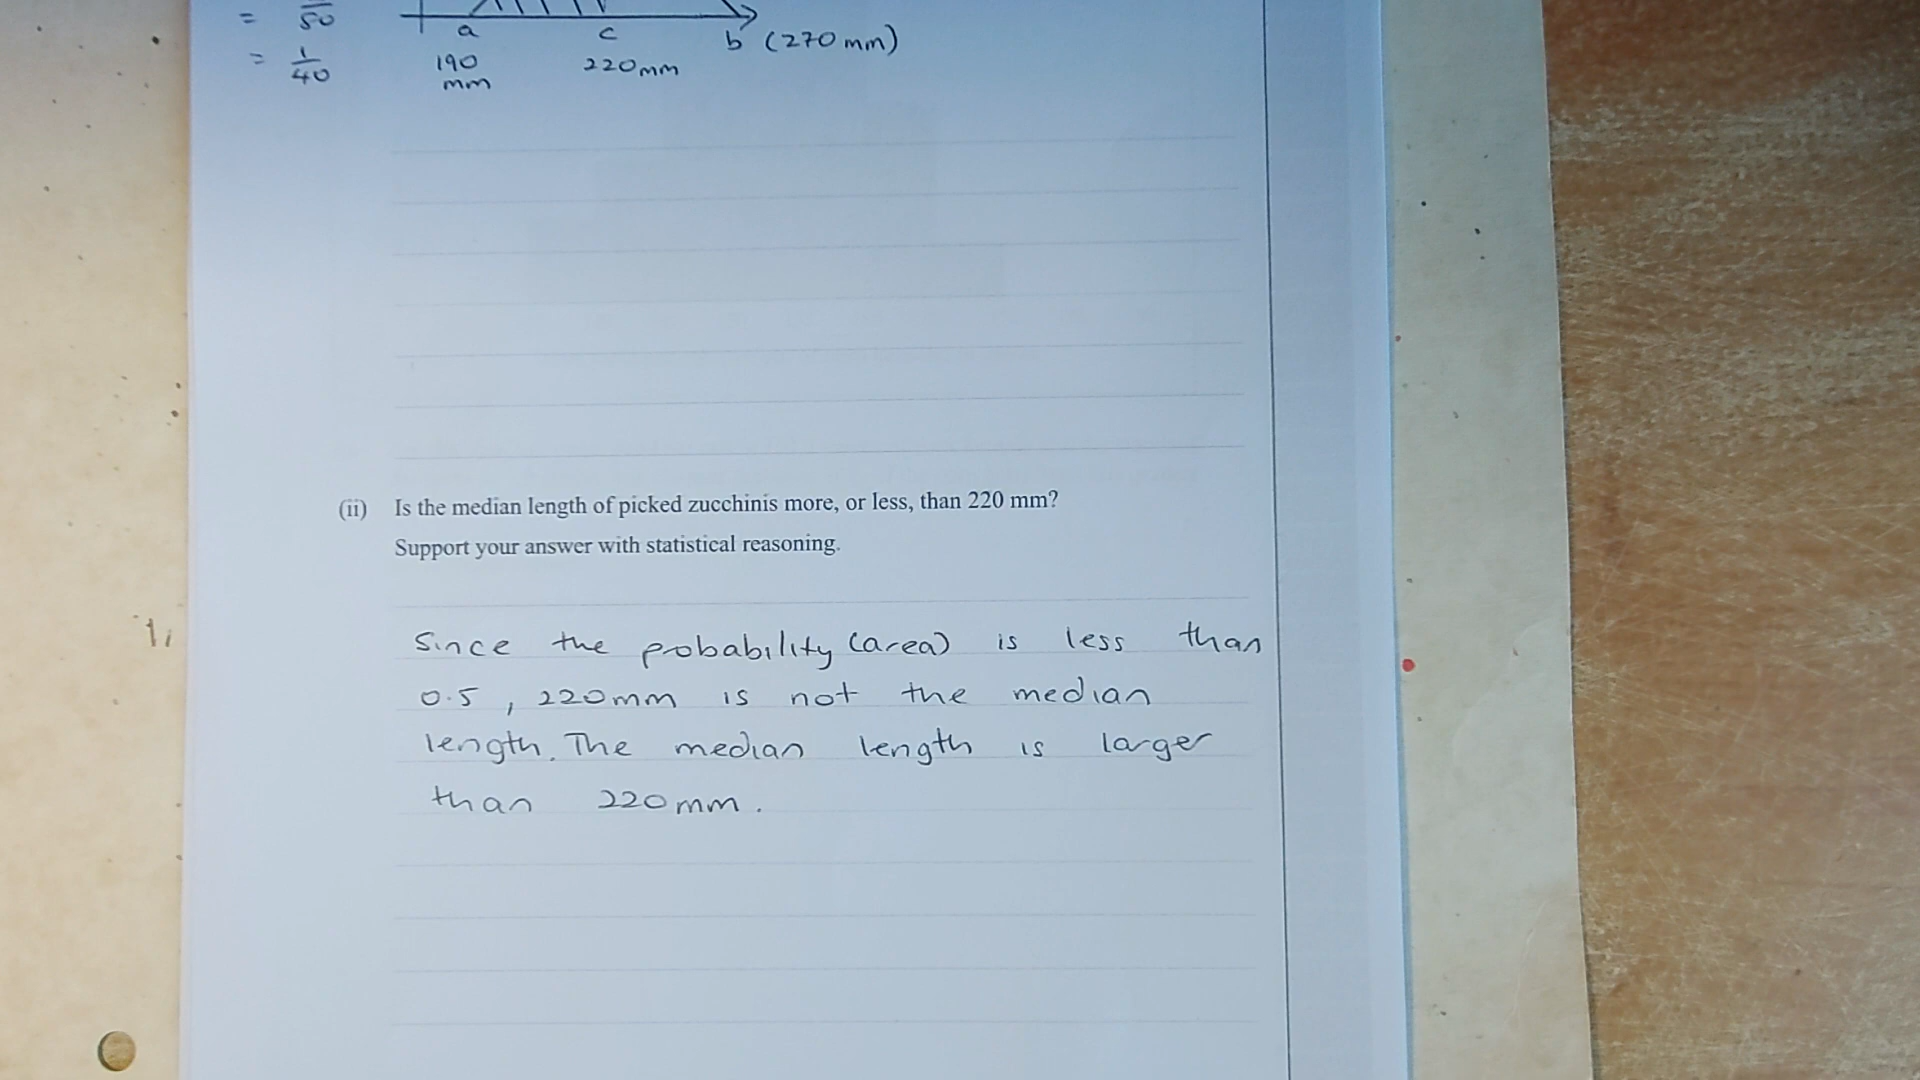 = 50
a c b (270 mm)
= 1/40 190 mm 220mm
(ii) Is the median length of picked zucchinis more, or less, than 220 mm?
Support your answer with statistical reasoning.
Since the probability (area) is less than
0.5, 220mm is not the median
length. The median length is larger
than 220mm.